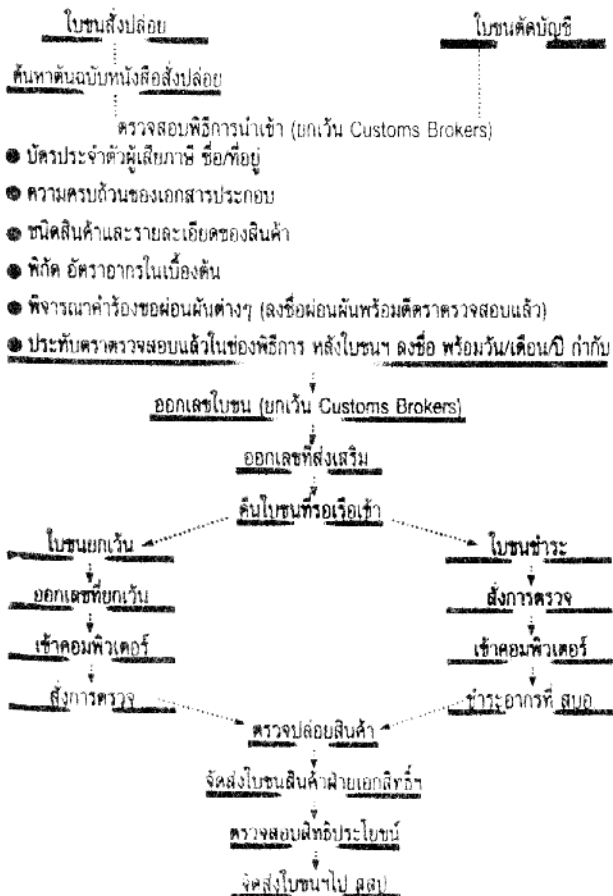 ใบขนสั่งปล่อย ใบขนตัดบัญชี
ค้นหาต้นฉบับหนังสือสั่งปล่อย
ตรวจสอบพิธีการนำเข้า (ยกเว้น Customs Brokers)
● บัตรประจำตัวผู้เสียภาษี ชื่อ/ที่อยู่
● ความครบถ้วนของเอกสารประกอบ
● ชนิดสินค้าและรายละเอียดของสินค้า
● พิกัด อัตราอากรในเบื้องต้น
● พิจารณาคำร้องขอผ่อนผันต่างๆ (ลงชื่อผ่อนผันพร้อมตีตราตรวจสอบแล้ว)
● ประทับตราตรวจสอบแล้วในช่องพิธีการ หลังใบขนฯ ลงชื่อ พร้อมวัน/เดือน/ปี กำกับ
ออกเลขใบขน (ยกเว้น Customs Brokers)
ออกเลขที่ส่งเสริม
คืนใบขนที่รอเรือเข้า
ใบขนยกเว้น ใบขนชำระ
ออกเลขที่ยกเว้น สั่งการตรวจ
เข้าคอมพิวเตอร์ เข้าคอมพิวเตอร์
สั่งการตรวจ ชำระอากรที่ สบอ
ตรวจปล่อยสินค้า
จัดส่งใบขนสินค้าฝ่ายเอกสิทธิ์ฯ
ตรวจสอบสิทธิประโยชน์
จัดส่งใบขนฯไป